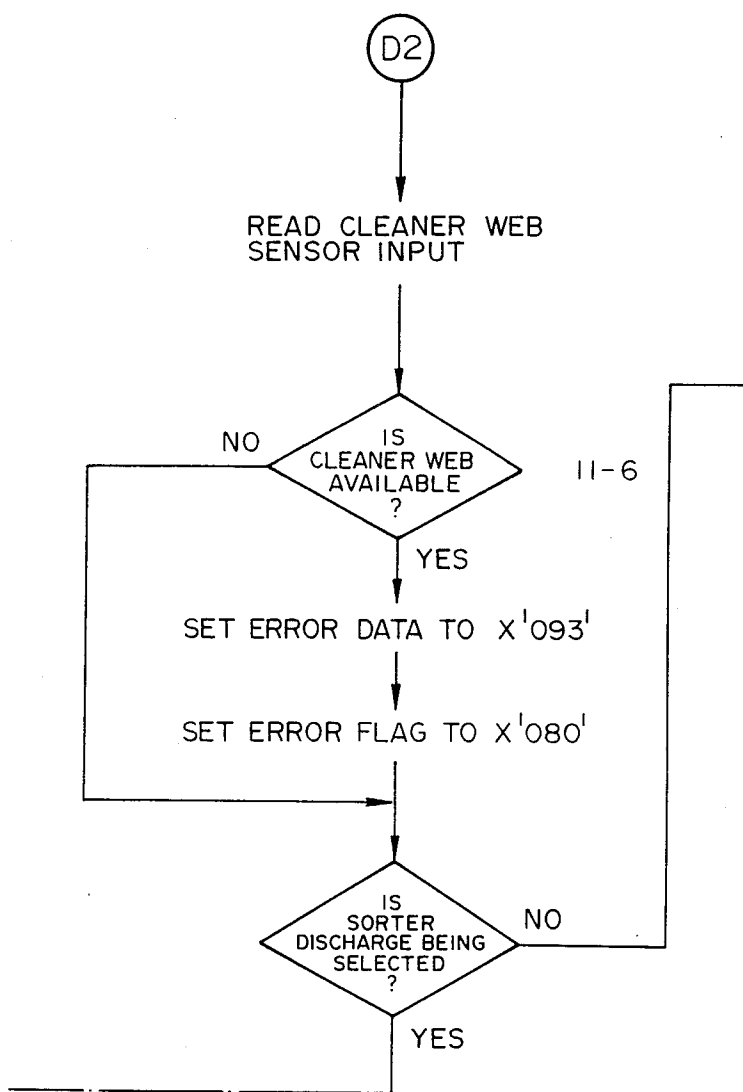 D2
READ CLEANER WEB
SENSOR INPUT
IS
CLEANER WEB
AVAILABLE
?
NO
11-6
YES
SET ERROR DATA TO X'093'
SET ERROR FLAG TO X'080'
IS
SORTER
DISCHARGE BEING
SELECTED
?
NO
YES